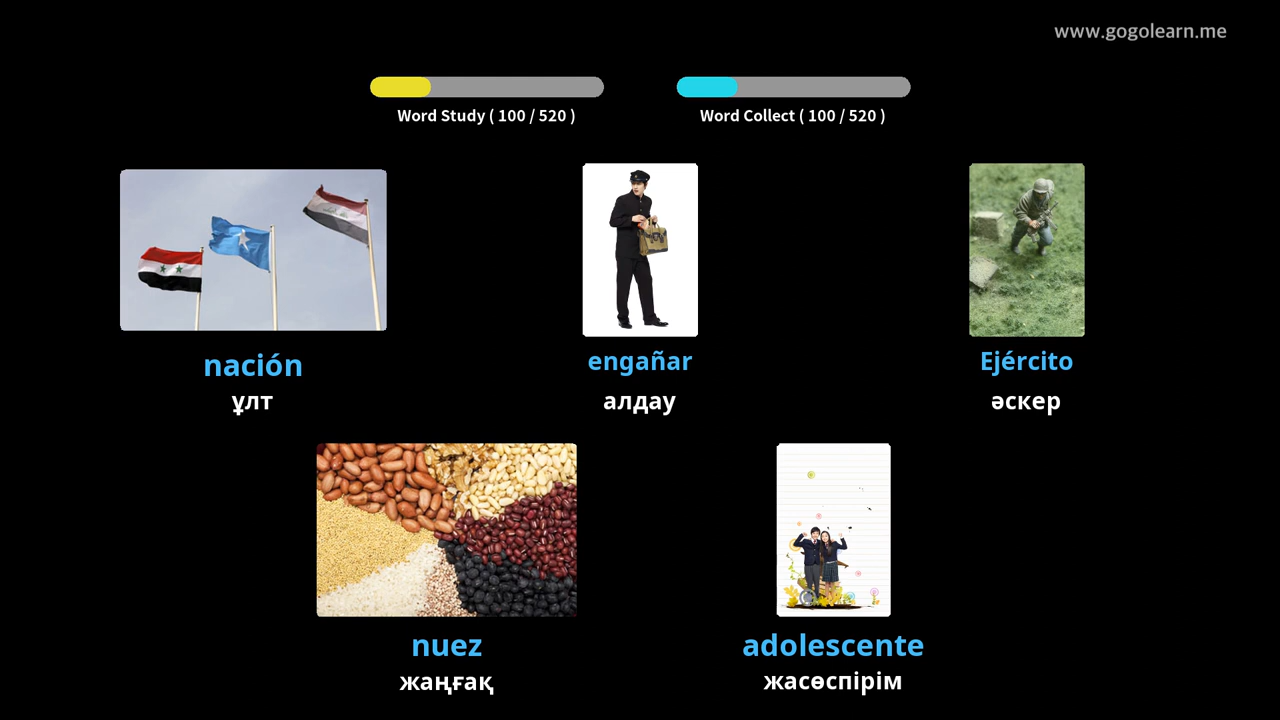 www.gogolearn.me
Word Study ( 100 / 520 )
Word Collect ( 100 / 520 )
nación
ұлт
engañar
алдау
Ejército
әскер
nuez
жаңғақ
adolescente
жасөспірім